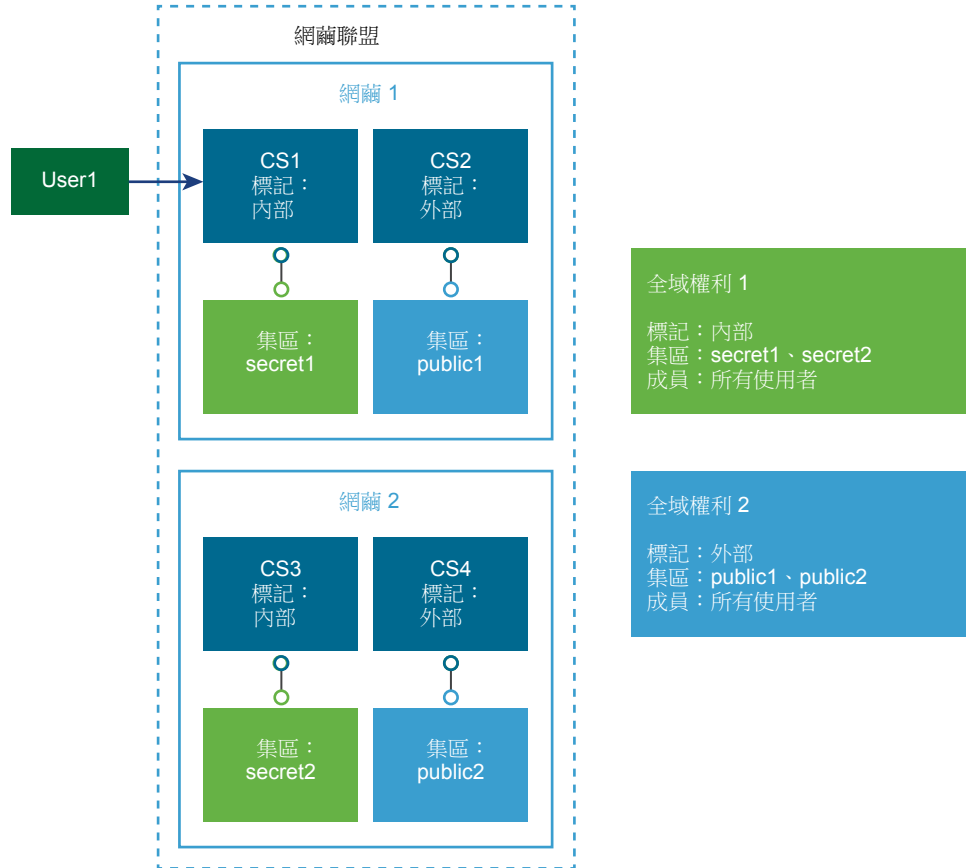 網繭聯盟
網繭 1
User1
CS1
標記：
內部
CS2
標記：
外部
集區：
secret1
集區：
public1
全域權利 1
標記：內部
集區：secret1、secret2
成員：所有使用者
網繭 2
CS3
標記：
內部
CS4
標記：
外部
集區：
secret2
集區：
public2
全域權利 2
標記：外部
集區：public1、public2
成員：所有使用者